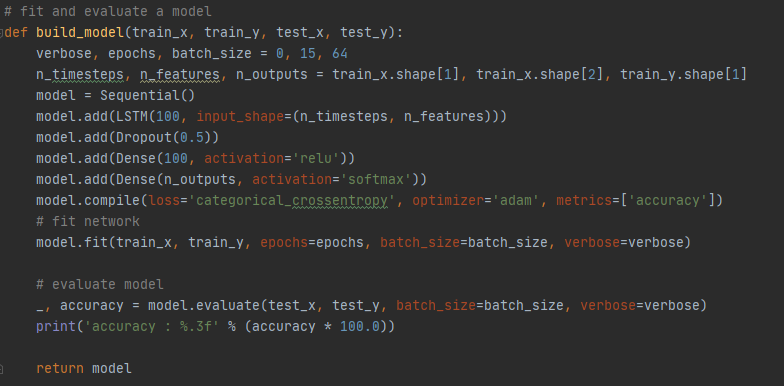 # fit and evaluate a model
def build_model(train_x, train_y, test_x, test_y):
    verbose, epochs, batch_size = 0, 15, 64
    n_timesteps, n_features, n_outputs = train_x.shape[1], train_x.shape[2], train_y.shape[1]
    model = Sequential()
    model.add(LSTM(100, input_shape=(n_timesteps, n_features)))
    model.add(Dropout(0.5))
    model.add(Dense(100, activation='relu'))
    model.add(Dense(n_outputs, activation='softmax'))
    model.compile(loss='categorical_crossentropy', optimizer='adam', metrics=['accuracy'])
    # fit network
    model.fit(train_x, train_y, epochs=epochs, batch_size=batch_size, verbose=verbose)

    # evaluate model
    _, accuracy = model.evaluate(test_x, test_y, batch_size=batch_size, verbose=verbose)
    print('accuracy : %.3f' % (accuracy * 100.0))

    return model